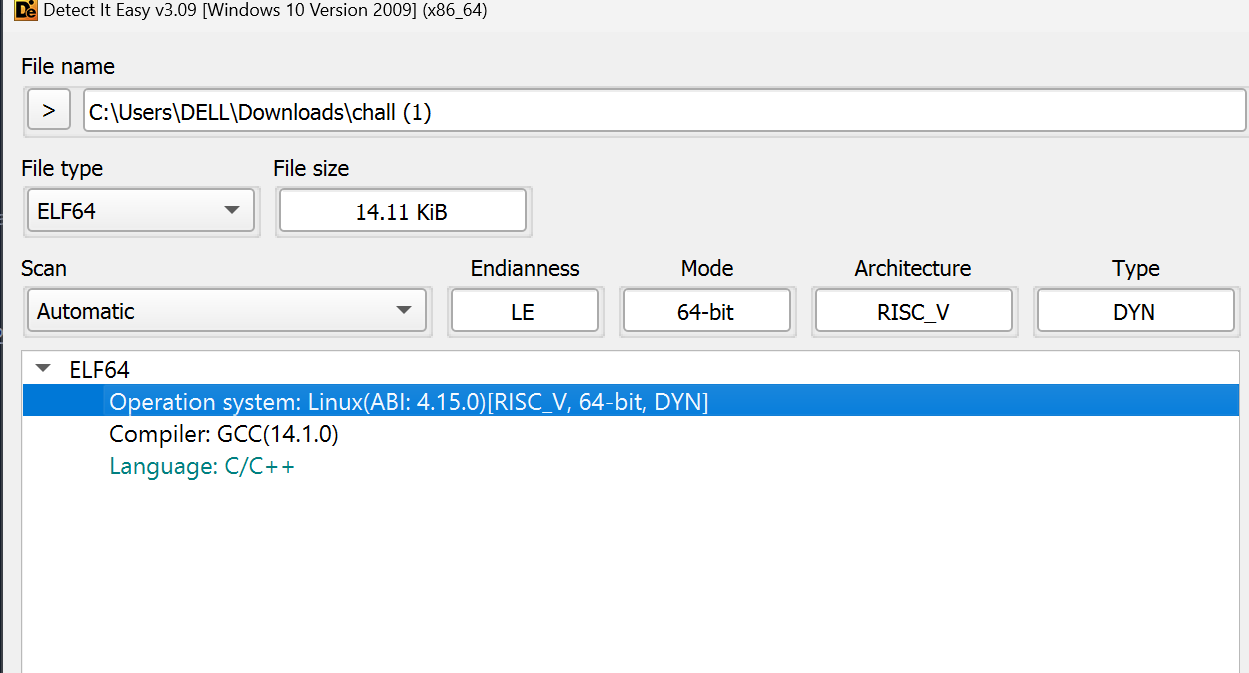 Detect It Easy v3.09 [Windows 10 Version 2009] (x86_64)
File name
> C:\Users\DELL\Downloads\chall (1)
File type File size
ELF64 14.11 KiB
Scan Endianness Mode Architecture Type
Automatic LE 64-bit RISC_V DYN
ELF64
Operation system: Linux(ABI: 4.15.0)[RISC_V, 64-bit, DYN]
Compiler: GCC(14.1.0)
Language: C/C++